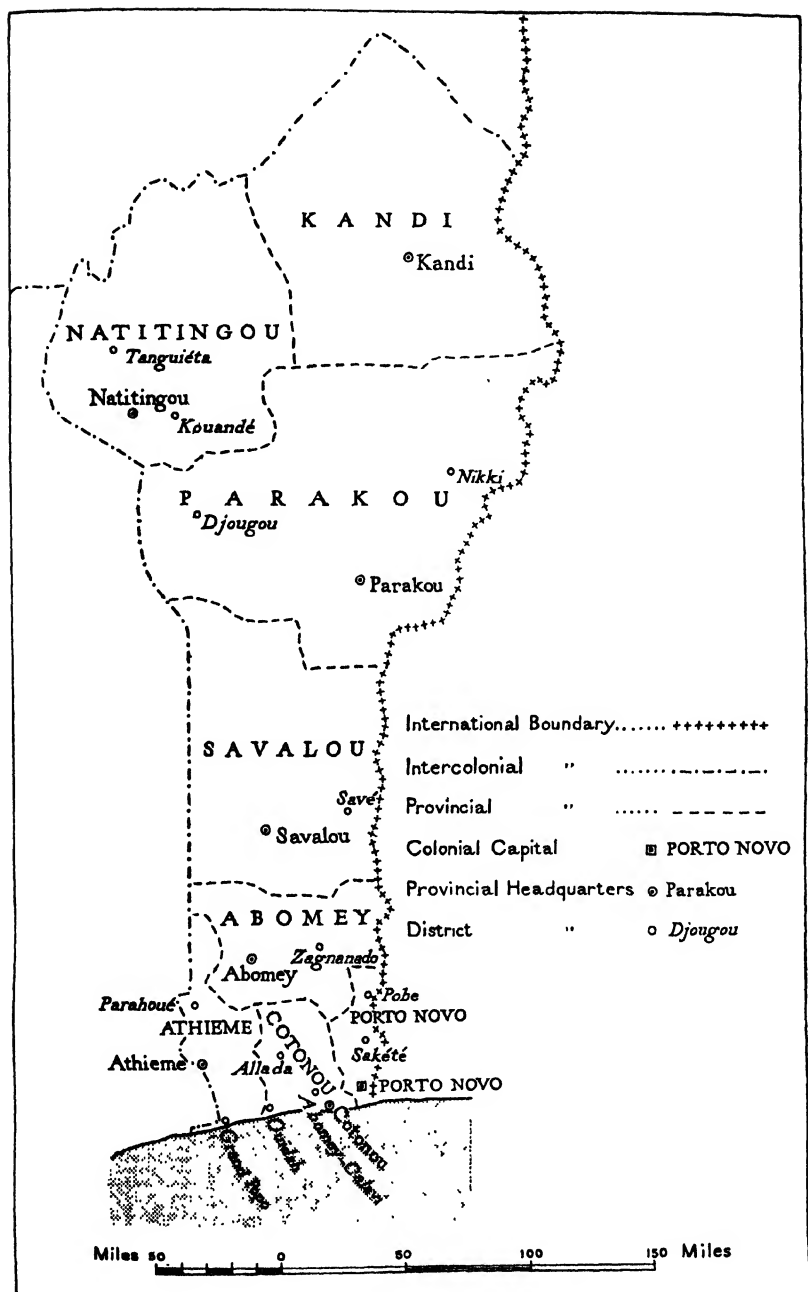 KANDI
Kandi
NATITINGOU
Tanguiéta
Natitingou
Kouandé
Nikki
PARAKOU
Djougou
Parakou
International Boundary....... +++++++++
SAVALOU
Intercolonial " ......
Savé
Provincial " ......
Savalou
Colonial Capital PORTO NOVO
Provincial Headquarters Parakou
ABOMEY
District " Djougou
Zagnanado
Abomey
Pobe
Parahoué
PORTO NOVO
ATHIEME
COTONOU
Sakété
Athieme
Allada
PORTO NOVO
Cotonou
Abomey-Calavi
Ouidah
Grand Popo
Miles 50 0 50 100 150 Miles